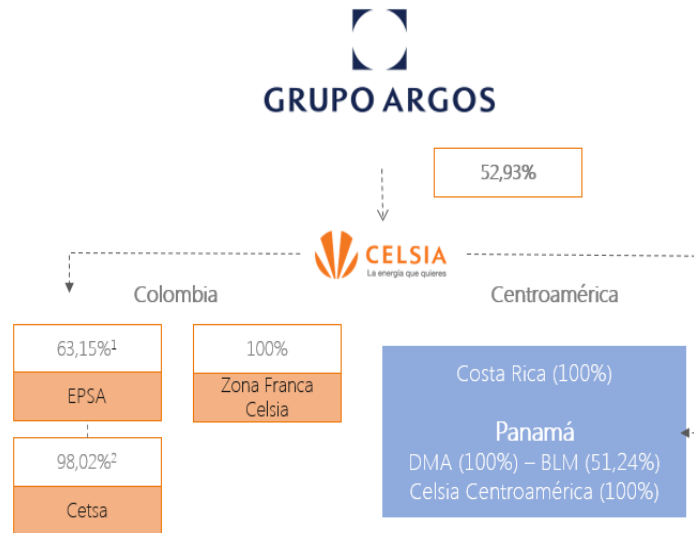 GRUPO ARGOS
52,93%
CELSIA
La energía que quieres
Colombia
Centroamérica
63,15%¹
EPSA
100%
Zona Franca
Celsia
98,02%²
Cetsa
Costa Rica (100%)
Panamá
DMA (100%) – BLM (51,24%)
Celsia Centroamérica (100%)